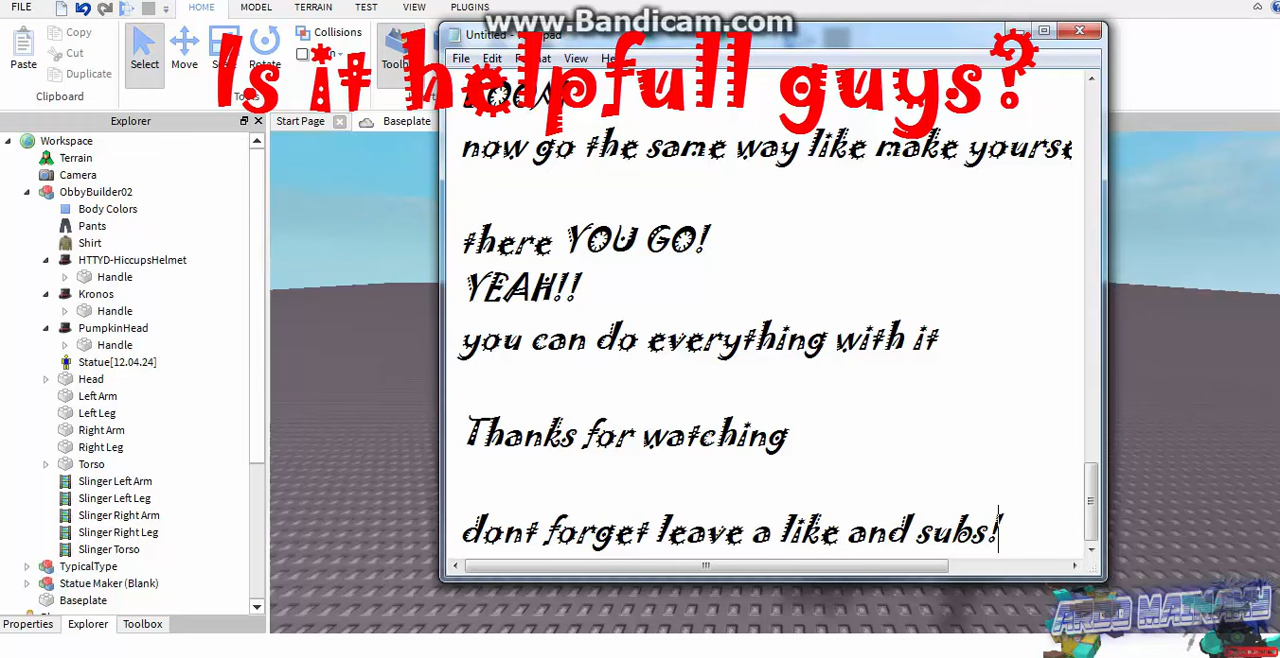 www.Bandicam.com
FILE
HOME
MODEL
TERRAIN
TEST
VIEW
PLUGINS
Untitled -
Is it helpfull guys?
Copy
Cut
Duplicate
Paste
Select
Move
Rotate
Collisions
Clipboard
File Edit View
now go the same way like make yourse
there YOU GO!
YEAH!!
you can do everything with it
Thanks for watching
dont forget leave a like and subs!
Explorer
Start Page
Baseplate
Workspace
Terrain
Camera
ObbyBuilder02
Body Colors
Pants
Shirt
HTTYD-HiccupsHelmet
Handle
Kronos
Handle
PumpkinHead
Handle
Statue[12.04.24]
Head
Left Arm
Left Leg
Right Arm
Right Leg
Torso
Slinger Left Arm
Slinger Left Leg
Slinger Right Arm
Slinger Right Leg
Slinger Torso
TypicalType
Statue Maker (Blank)
Baseplate
Properties
Explorer
Toolbox